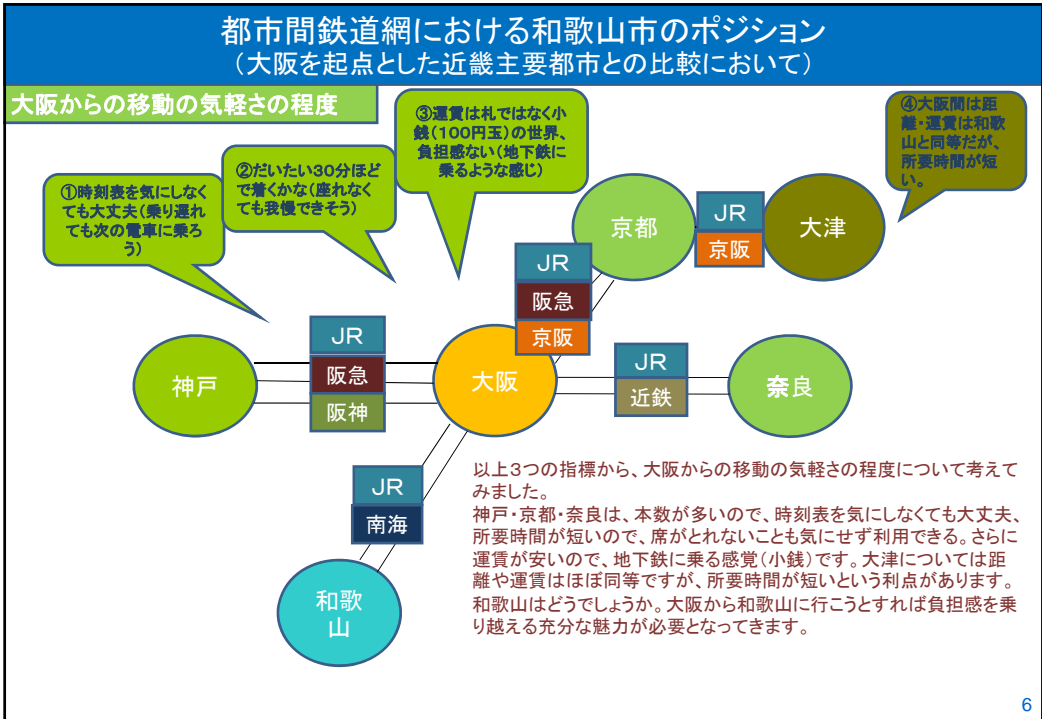 都市間鉄道網における和歌山市のポジション
（大阪を起点とした近畿主要都市との比較において）
大阪からの移動の気軽さの程度
①時刻表を気にしなく
ても大丈夫（乗り遅れ
ても次の電車に乗ろ
う）
②だいたい３０分ほど
で着くかな（座れなく
ても我慢できそう）
③運賃は札ではなく小
銭（１００円玉）の世界、
負担感ない（地下鉄に
乗るような感じ）
④大阪間は距
離・運賃は和歌
山と同等だが、
所要時間が短
い。
京都
ＪＲ
京阪
大津
ＪＲ
阪急
京阪
神戸
ＪＲ
阪急
阪神
大阪
ＪＲ
近鉄
奈良
ＪＲ
南海
和歌
山
以上３つの指標から、大阪からの移動の気軽さの程度について考えて
みました。
神戸・京都・奈良は、本数が多いので、時刻表を気にしなくても大丈夫、
所要時間が短いので、席がとれないことも気にせず利用できる。さらに
運賃が安いので、地下鉄に乗る感覚（小銭）です。大津については距
離や運賃はほぼ同等ですが、所要時間が短いという利点があります。
和歌山はどうでしょうか。大阪から和歌山に行こうとすれば負担感を乗
り越える充分な魅力が必要となってきます。
6